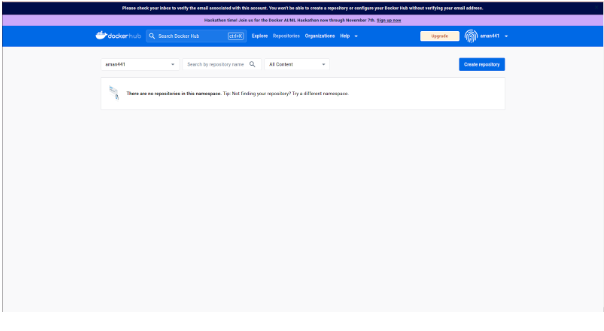 Please check your inbox to verify the email associated with this account. You won't be able to create a repository or configure your Docker Hub without verifying your email address.
Hackathon time! Join us for the Docker AI/ML Hackathon now through November 7th. Sign up now
dockerhub Search Docker Hub ctrl+K Explore Repositories Organizations Help Upgrade aman441
aman441 Search by repository name All Content Create repository
There are no repositories in this namespace. Tip: Not finding your repository? Try a different namespace.